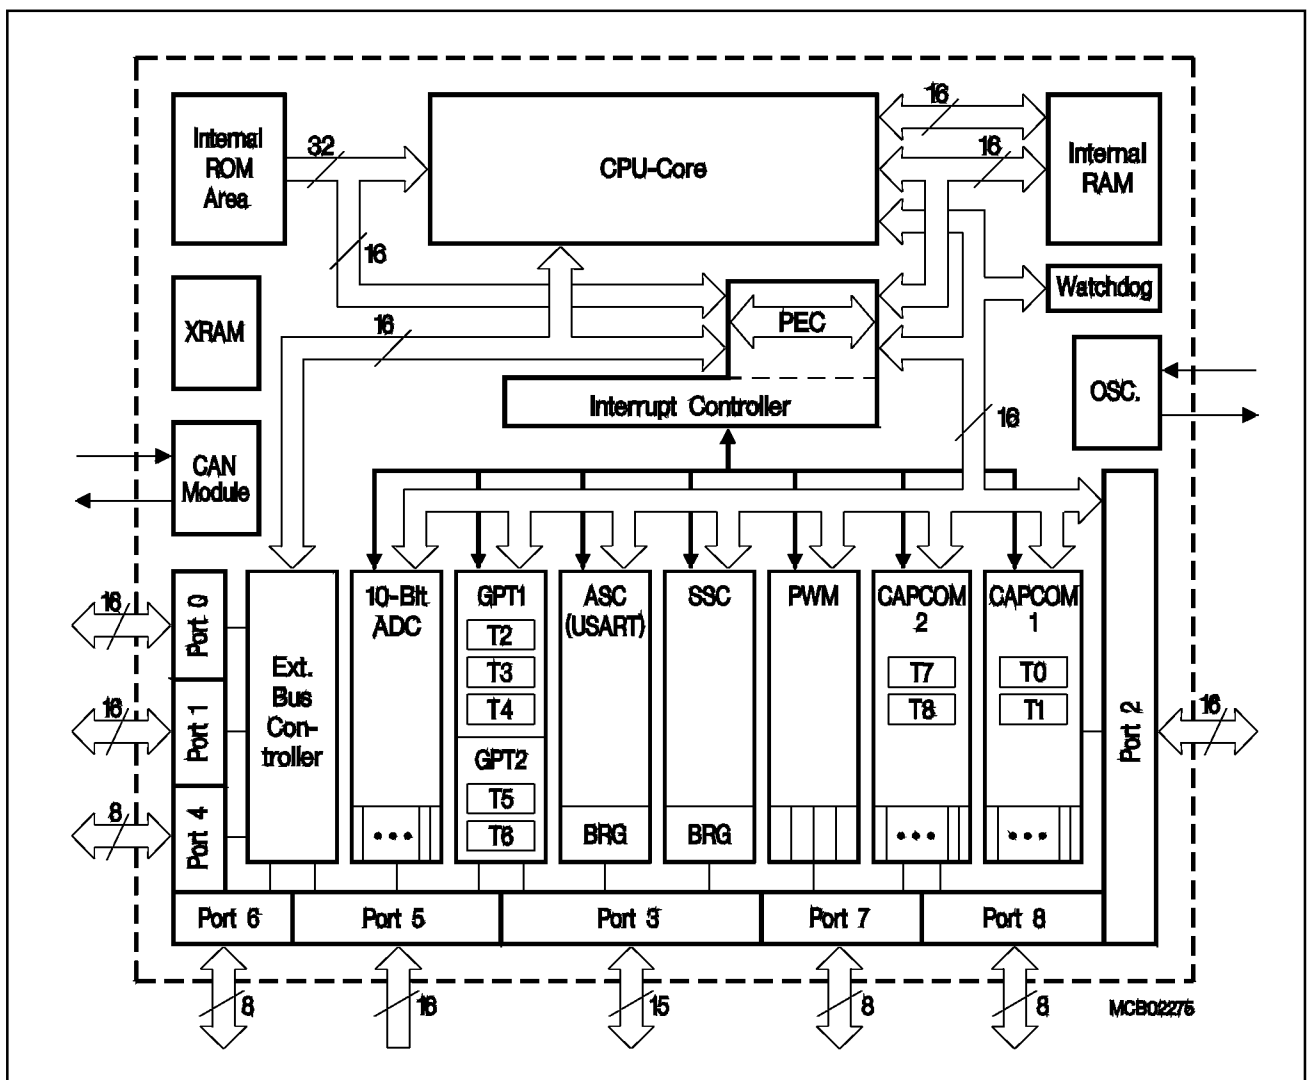 Internal
ROM
Area
32
CPU-Core
16
16
Internal
RAM
16
16
XRAM
PEC
Watchdog
OSC.
Interrupt Controller
16
CAN
Module
16
Port 0
16
Port 1
8
Port 4
Ext.
Bus
Con-
troller
10-Bit
ADC
GPT1
T2
T3
T4
GPT2
T5
T6
ASC
(USART)
BRG
SSC
BRG
PWM
CAPCOM
2
T7
T8
CAPCOM
1
T0
T1
Port 2
16
Port 6
Port 5
Port 3
Port 7
Port 8
8
16
15
8
8
MCB02275